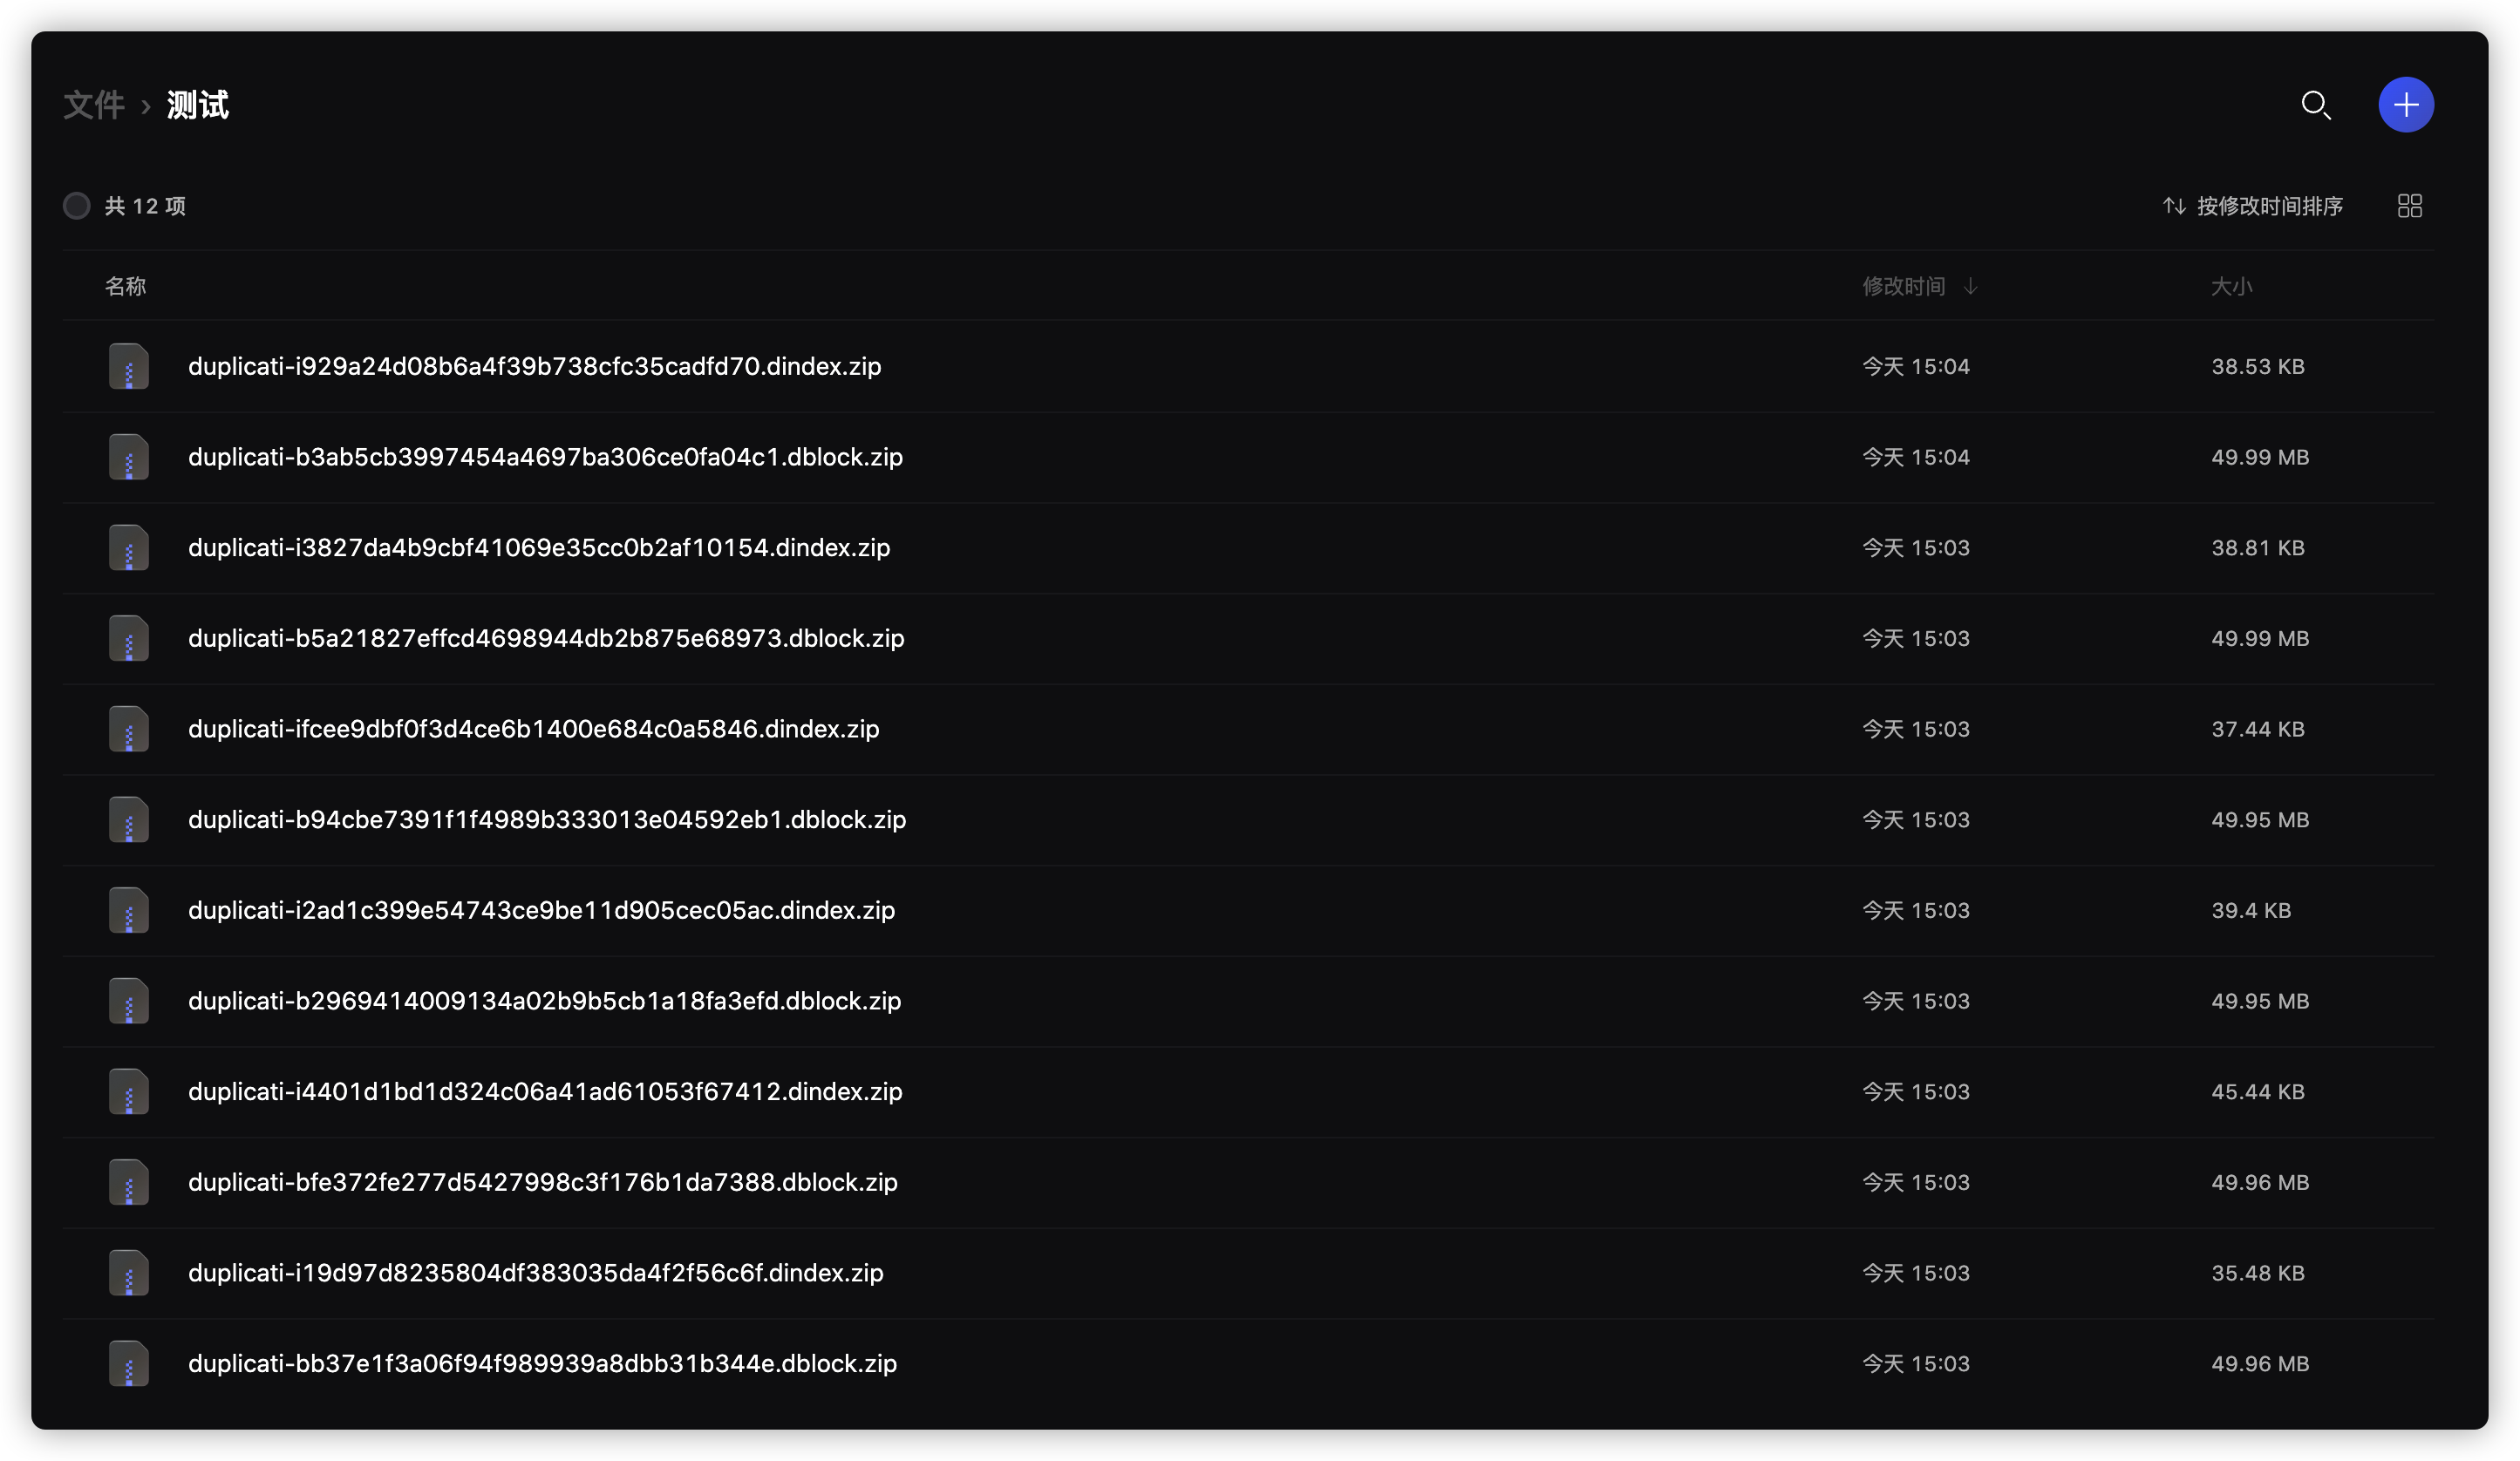 文件 › 测试
共 12 项 按修改时间排序
名称 修改时间 ↓ 大小
duplicati-i929a24d08b6a4f39b738cfc35cadfd70.dindex.zip 今天 15:04 38.53 KB
duplicati-b3ab5cb3997454a4697ba306ce0fa04c1.dblock.zip 今天 15:04 49.99 MB
duplicati-i3827da4b9cbf41069e35cc0b2af10154.dindex.zip 今天 15:03 38.81 KB
duplicati-b5a21827effcd4698944db2b875e68973.dblock.zip 今天 15:03 49.99 MB
duplicati-ifcee9dbf0f3d4ce6b1400e684c0a5846.dindex.zip 今天 15:03 37.44 KB
duplicati-b94cbe7391f1f4989b333013e04592eb1.dblock.zip 今天 15:03 49.95 MB
duplicati-i2ad1c399e54743ce9be11d905cec05ac.dindex.zip 今天 15:03 39.4 KB
duplicati-b2969414009134a02b9b5cb1a18fa3efd.dblock.zip 今天 15:03 49.95 MB
duplicati-i4401d1bd1d324c06a41ad61053f67412.dindex.zip 今天 15:03 45.44 KB
duplicati-bfe372fe277d5427998c3f176b1da7388.dblock.zip 今天 15:03 49.96 MB
duplicati-i19d97d8235804df383035da4f2f56c6f.dindex.zip 今天 15:03 35.48 KB
duplicati-bb37e1f3a06f94f989939a8dbb31b344e.dblock.zip 今天 15:03 49.96 MB